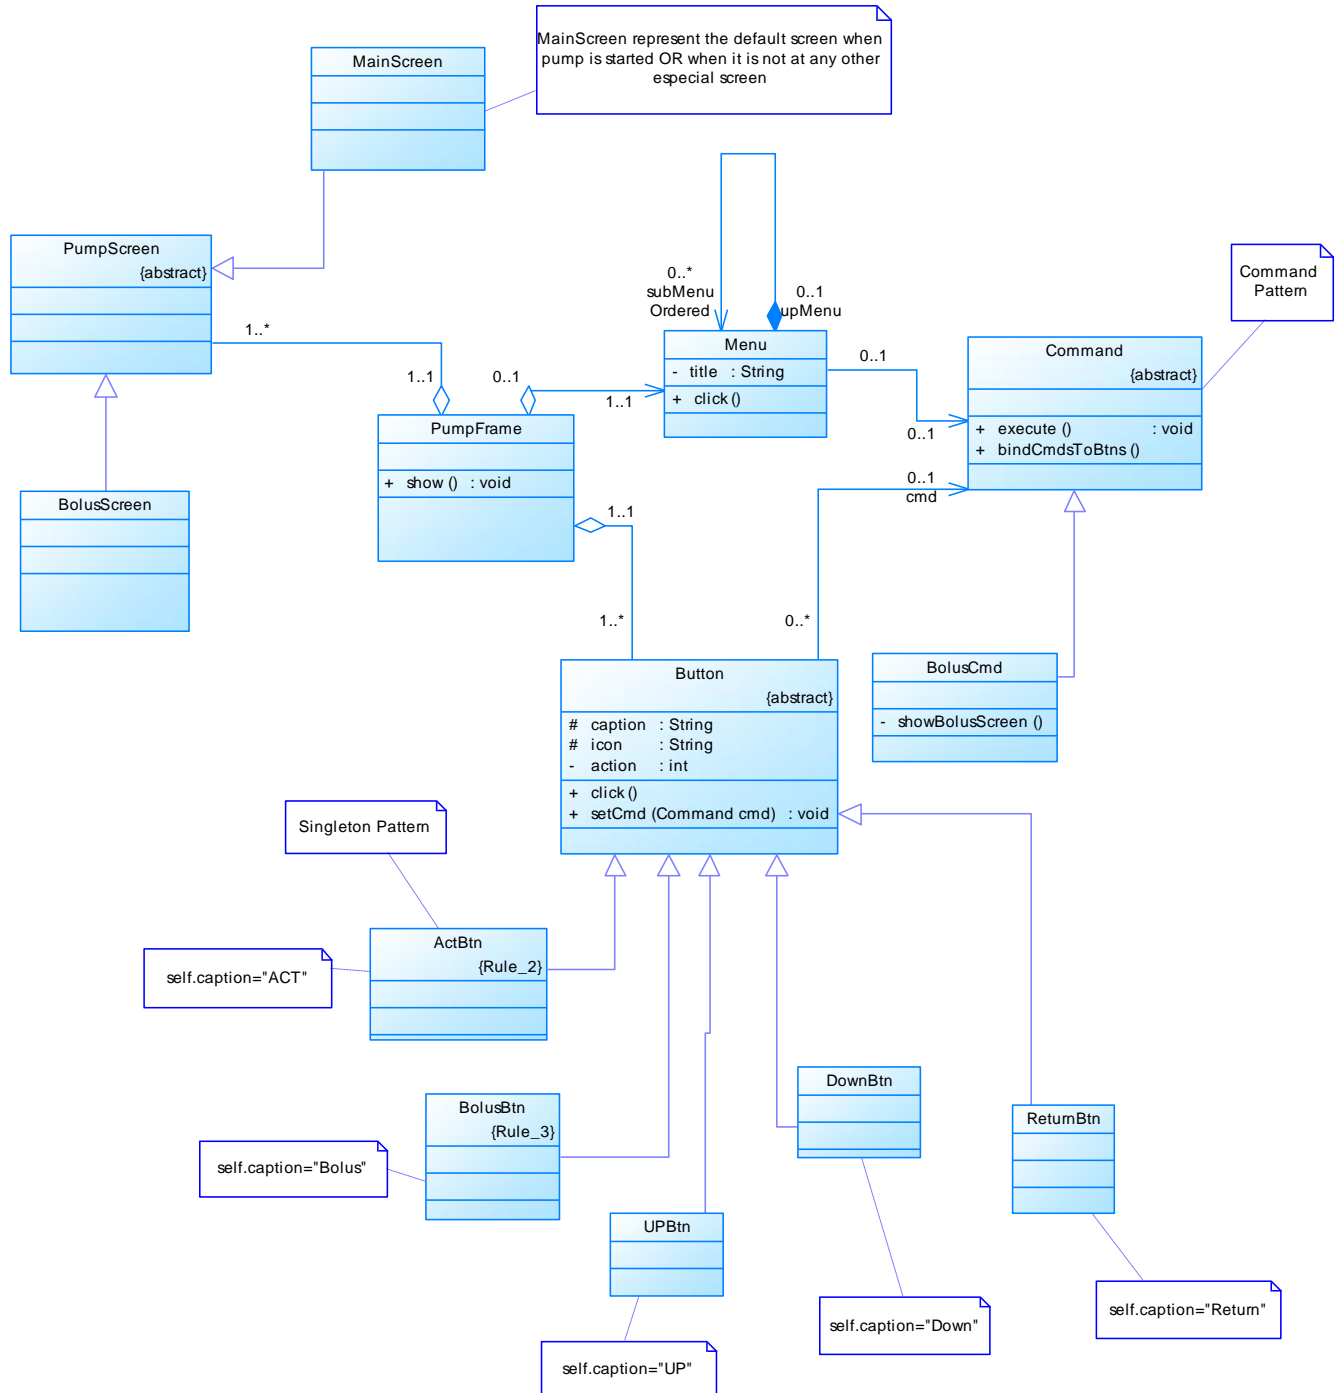 MainScreen represent the default screen when
pump is started OR when it is not at any other
especial screen
MainScreen
PumpScreen
{abstract}
Command
Pattern
0..*
subMenu
Ordered
0..1
upMenu
1..*
1..1
0..1
1..1
Menu
- title : String
+ click ()
0..1
0..1
Command
{abstract}
+ execute () : void
+ bindCmdsToBtns ()
PumpFrame
+ show () : void
0..1
cmd
BolusScreen
1..1
1..*
0..*
Button
{abstract}
# caption : String
# icon : String
- action : int
+ click ()
+ setCmd (Command cmd) : void
BolusCmd
- showBolusScreen ()
Singleton Pattern
ActBtn
{Rule_2}
self.caption="ACT"
BolusBtn
{Rule_3}
self.caption="Bolus"
DownBtn
ReturnBtn
UPBtn
self.caption="UP"
self.caption="Down"
self.caption="Return"